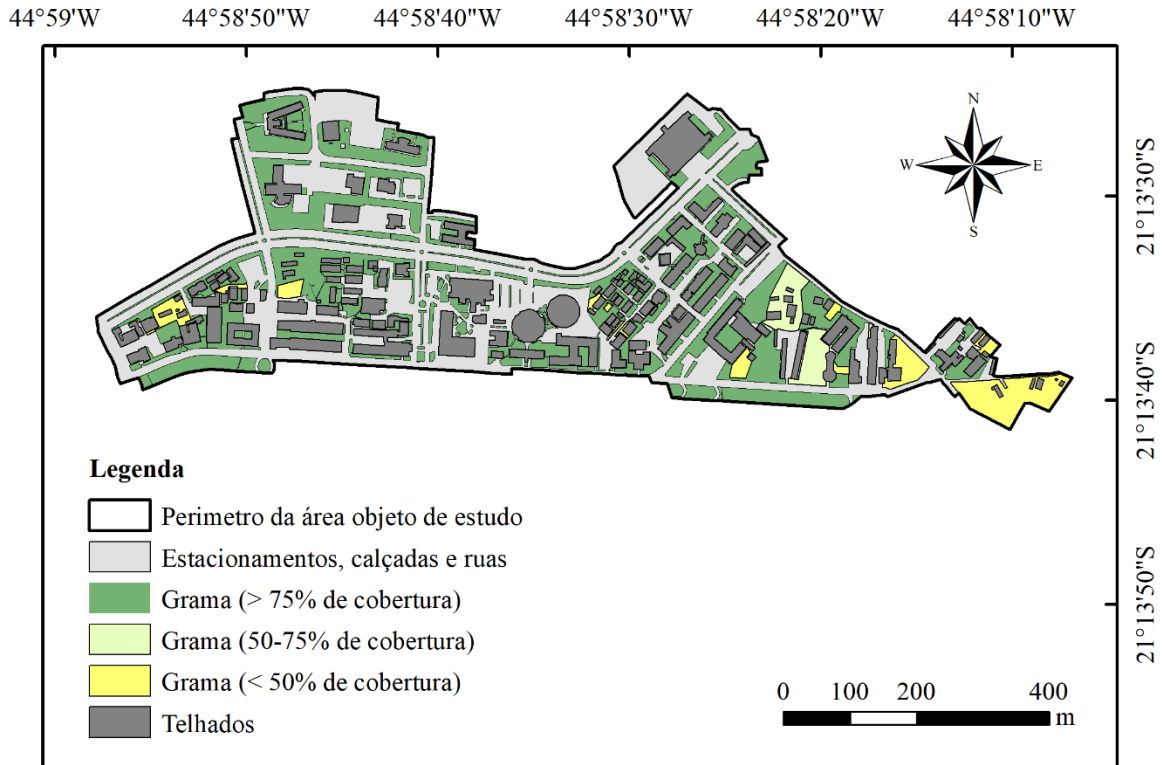 44°59'W 44°58'50"W 44°58'40"W 44°58'30"W 44°58'20"W 44°58'10"W
N
W E
S
21°13'30"S
21°13'40"S
21°13'50"S
Legenda
Perimetro da área objeto de estudo
Estacionamentos, calçadas e ruas
Grama (> 75% de cobertura)
Grama (50-75% de cobertura)
Grama (< 50% de cobertura)
Telhados
0 100 200 400
m